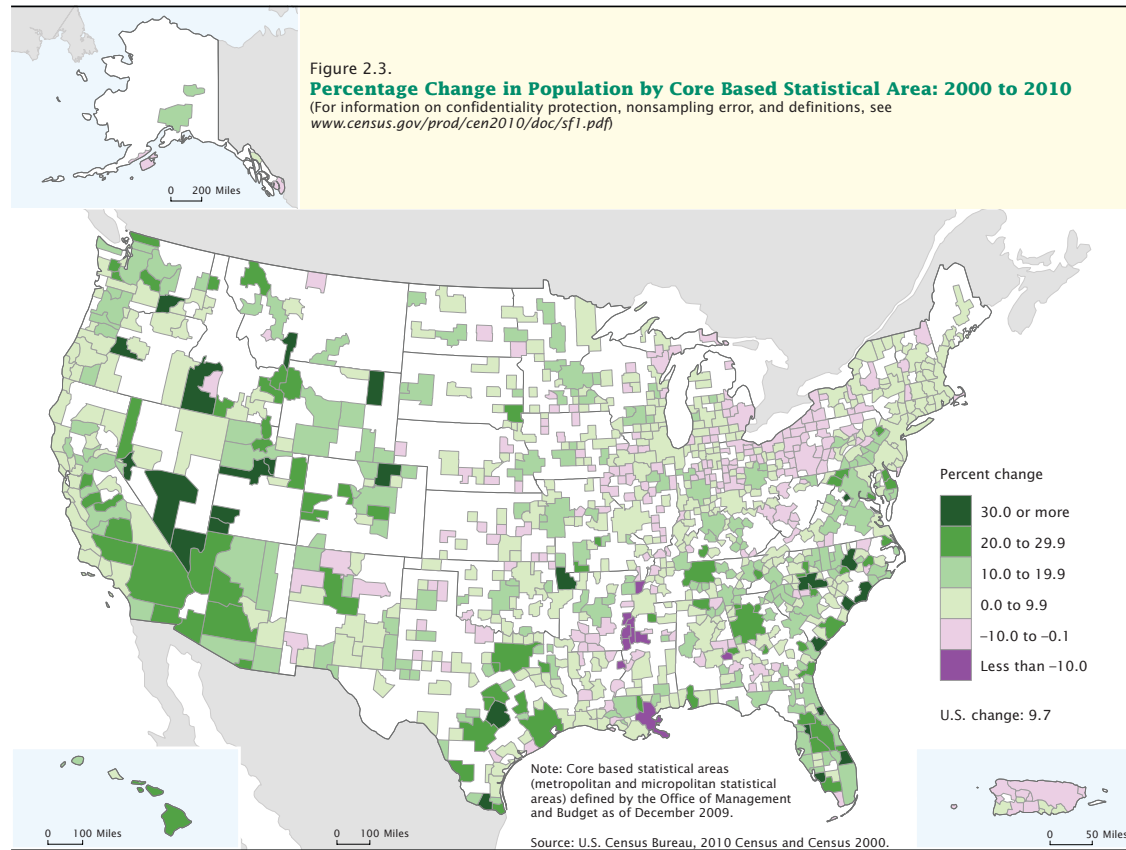 Figure 2.3.
Percentage Change in Population by Core Based Statistical Area: 2000 to 2010
(For information on confidentiality protection, nonsampling error, and definitions, see
www.census.gov/prod/cen2010/doc/sf1.pdf)
0 200 Miles
Percent change
30.0 or more
20.0 to 29.9
10.0 to 19.9
0.0 to 9.9
–10.0 to –0.1
Less than –10.0
U.S. change: 9.7
Note: Core based statistical areas
(metropolitan and micropolitan statistical
areas) defined by the Office of Management
and Budget as of December 2009.
0 100 Miles
0 100 Miles
0 50 Miles
Source: U.S. Census Bureau, 2010 Census and Census 2000.